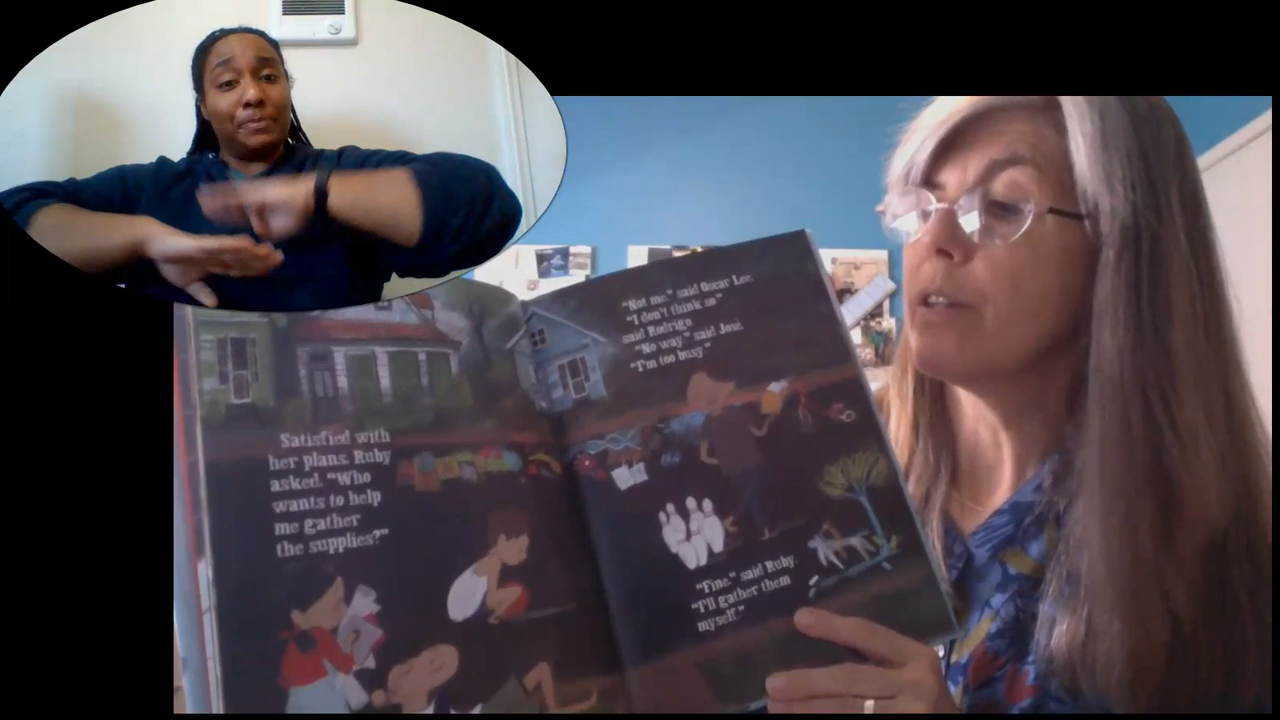 Satisfied with
her plans, Ruby
asked, "Who
wants to help
me gather
the supplies?"
"Not me," said Oscar Lee.
"I don't think so,"
said Rodrigo.
"No way," said José.
"I'm too busy."
"Fine," said Ruby.
"I'll gather them
myself."